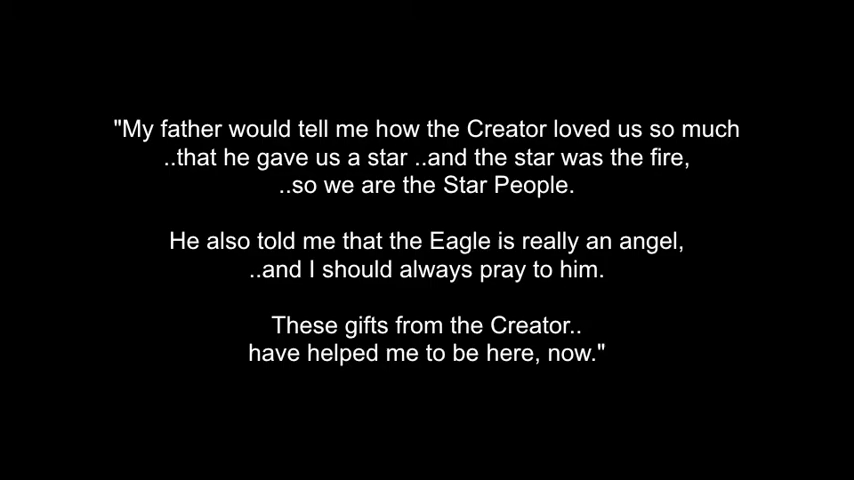 "My father would tell me how the Creator loved us so much
..that he gave us a star ..and the star was the fire,
..so we are the Star People.
He also told me that the Eagle is really an angel,
..and I should always pray to him.
These gifts from the Creator..
have helped me to be here, now."